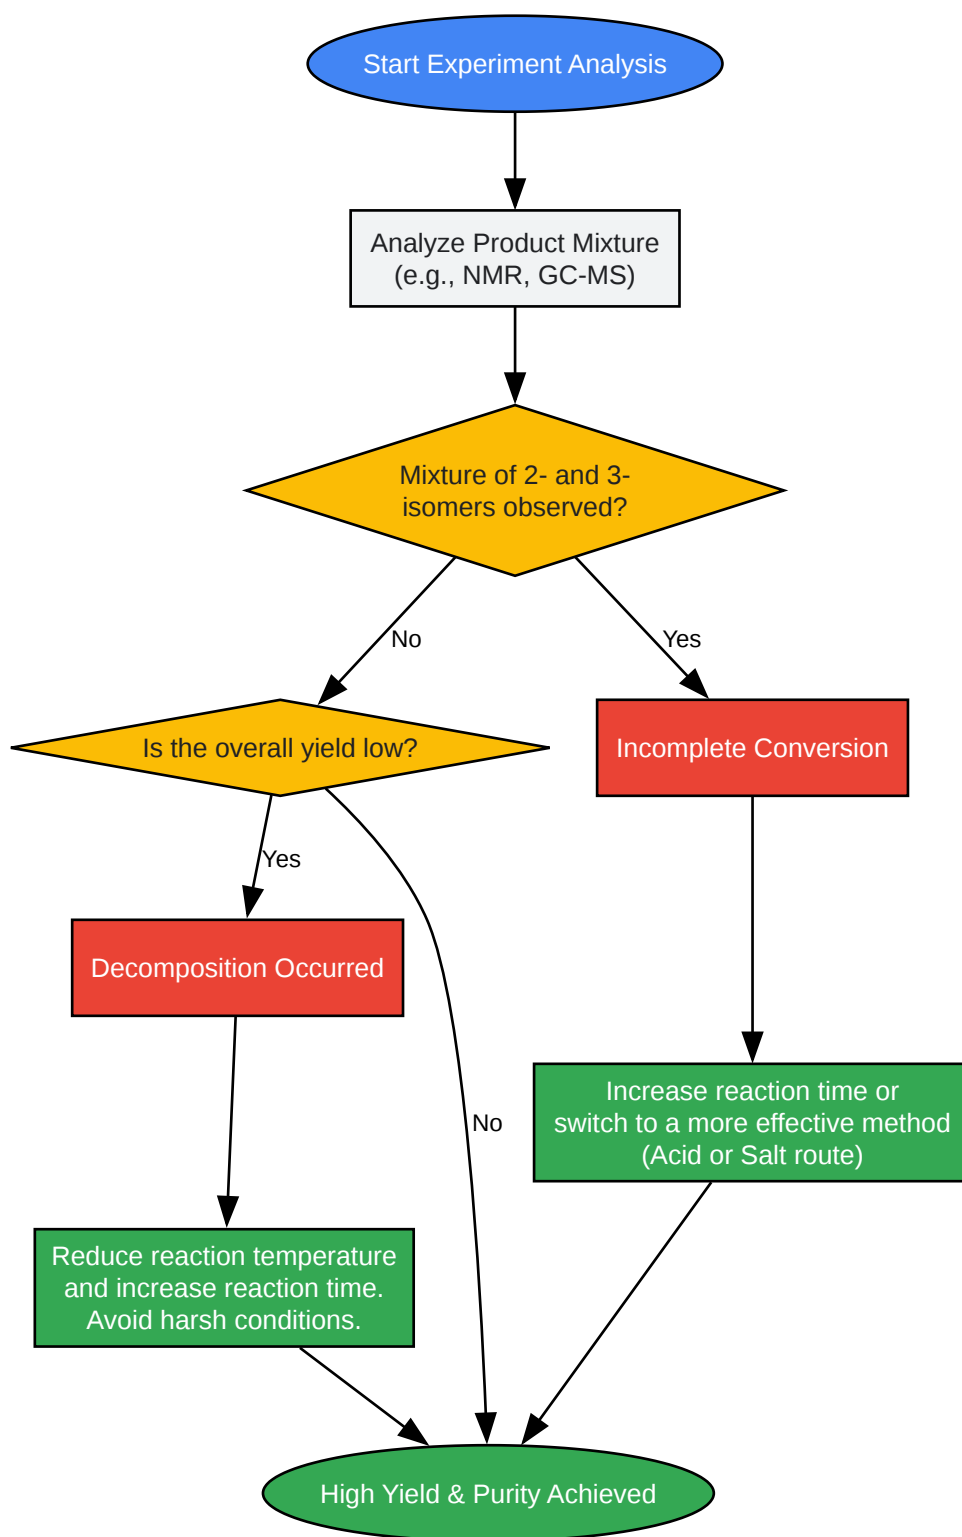 Start Experiment Analysis
Analyze Product Mixture
(e.g., NMR, GC-MS)
Mixture of 2- and 3-
isomers observed?
No
Yes
Is the overall yield low?
Incomplete Conversion
Yes
Decomposition Occurred
No
Increase reaction time or
switch to a more effective method
(Acid or Salt route)
Reduce reaction temperature
and increase reaction time.
Avoid harsh conditions.
High Yield & Purity Achieved